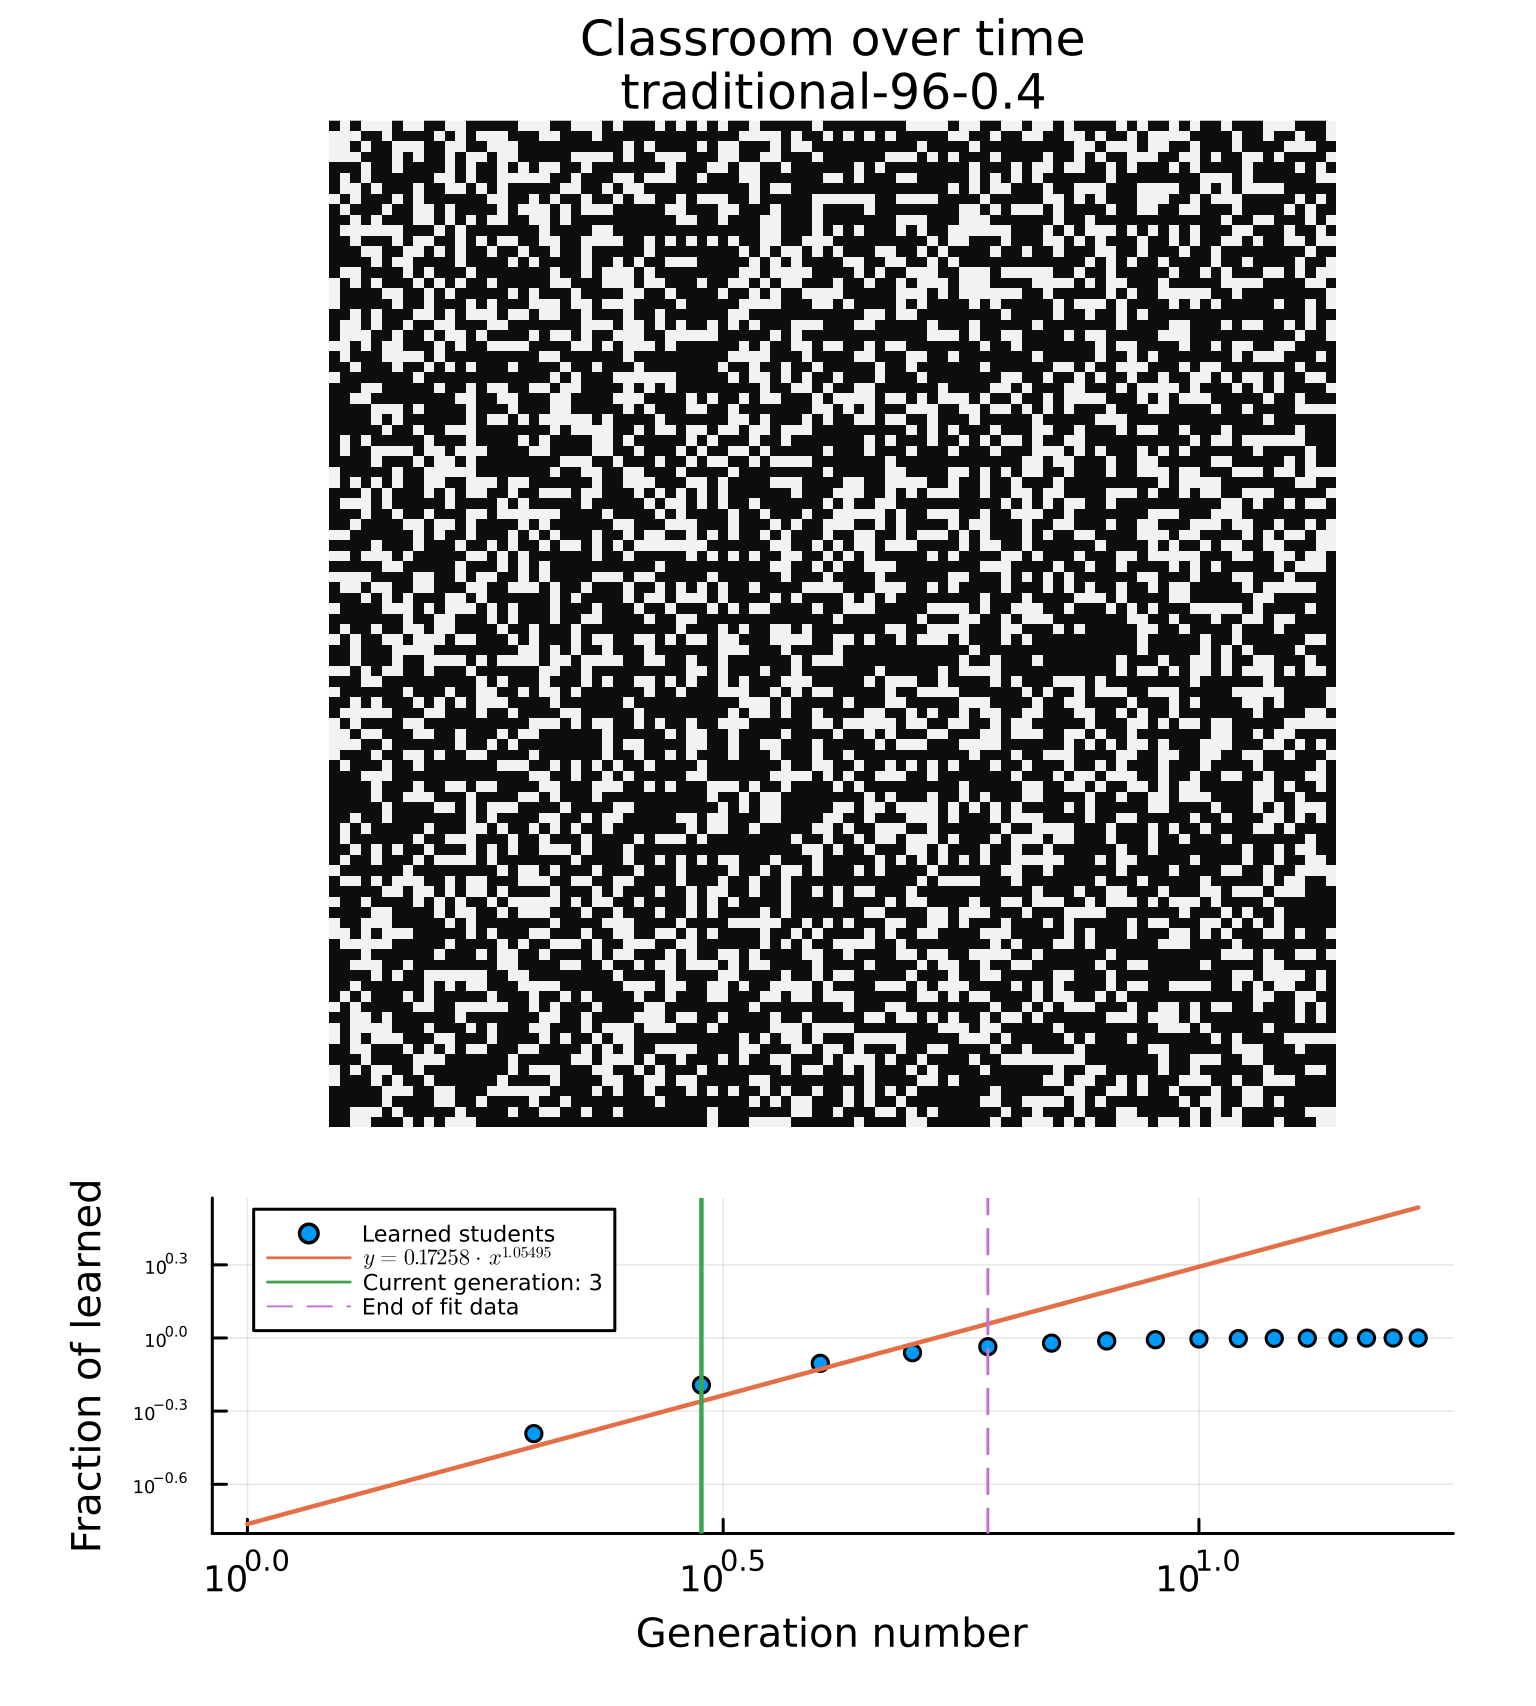 Classroom over time
traditional-96-0.4
Fraction of learned
Learned students
y = 0.17258 · x^1.05495
Current generation: 3
End of fit data
10^0.3
10^0.0
10^−0.3
10^−0.6
10^0.0
10^0.5
10^1.0
Generation number